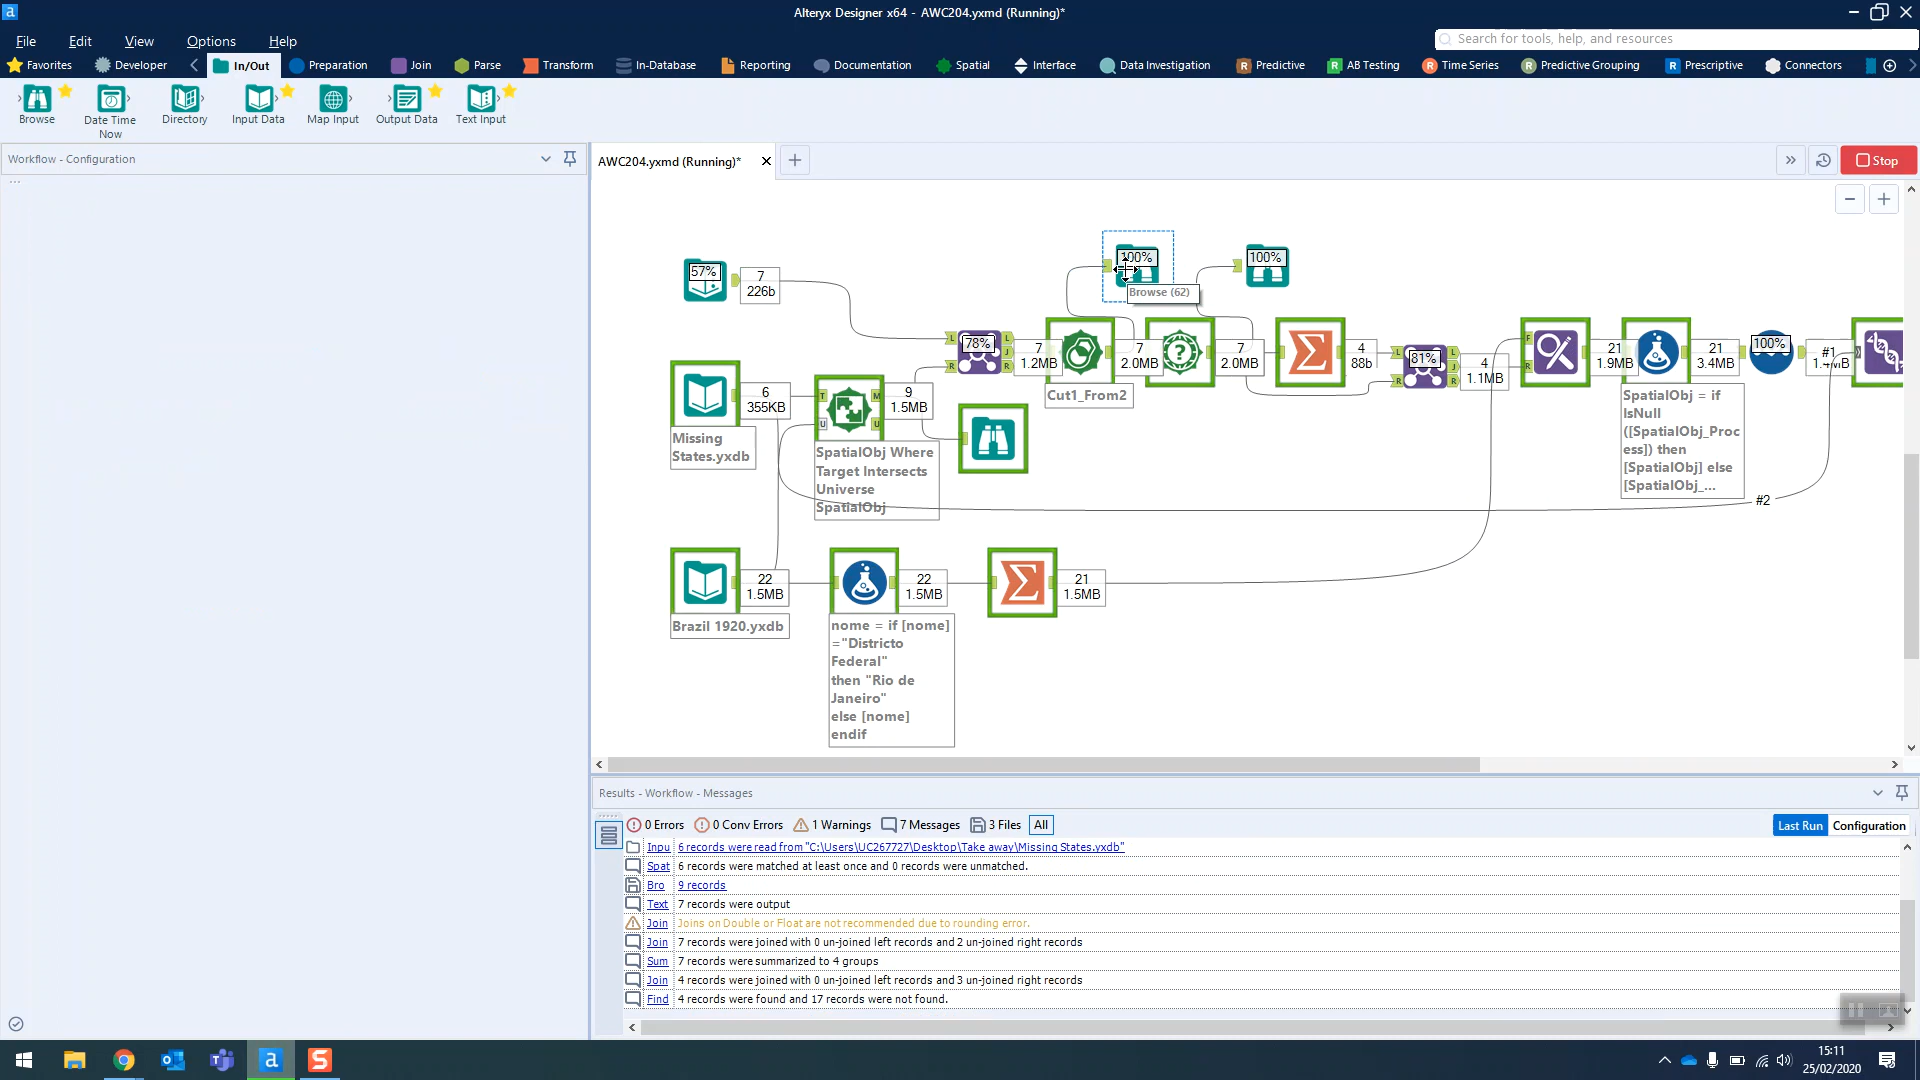 Alteryx Designer x64 - AWC204.yxmd (Running)*
File Edit View Options Help
Search for tools, help, and resources
Favorites Developer In/Out Preparation Join Parse Transform In-Database Reporting Documentation Spatial Interface Data Investigation Predictive AB Testing Time Series Predictive Grouping Prescriptive Connectors
Browse
Date Time
Now
Directory
Input Data
Map Input
Output Data
Text Input
Workflow - Configuration
...
AWC204.yxmd (Running)*
Stop
57%
7
226b
100%
Browse (62)
100%
78%
7
1.2MB
7
2.0MB
7
2.0MB
4
88b
81%
4
1.1MB
21
1.9MB
21
3.4MB
100%
#1
Cut1_From2
SpatialObj = if
IsNull
([SpatialObj_Proc
ess]) then
[SpatialObj] else
[SpatialObj_...
#2
6
355KB
Missing
States.yxdb
9
1.5MB
SpatialObj Where
Target Intersects
Universe
SpatialObj
22
1.5MB
Brazil 1920.yxdb
22
1.5MB
nome = if [nome]
="Districto
Federal"
then "Rio de
Janeiro"
else [nome]
endif
21
1.5MB
Results - Workflow - Messages
0 Errors 0 Conv Errors 1 Warnings 7 Messages 3 Files All
Last Run Configuration
Inpu 6 records were read from "C:\Users\UC267727\Desktop\Take away\Missing States.yxdb"
Spat 6 records were matched at least once and 0 records were unmatched.
Bro 9 records
Text 7 records were output
Join Joins on Double or Float are not recommended due to rounding error.
Join 7 records were joined with 0 un-joined left records and 2 un-joined right records
Sum 7 records were summarized to 4 groups
Join 4 records were joined with 0 un-joined left records and 3 un-joined right records
Find 4 records were found and 17 records were not found.
15:11
25/02/2020